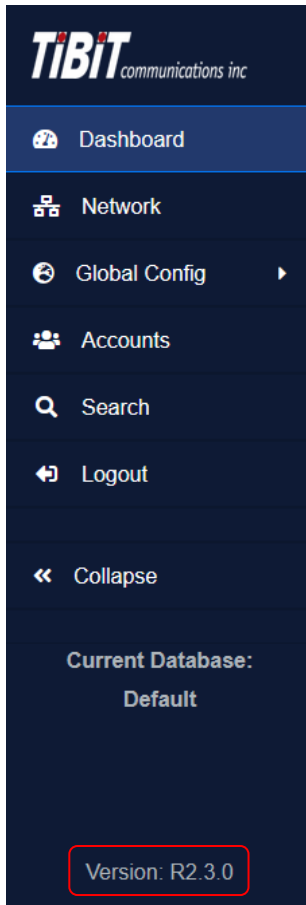 TiBiT communications inc
Dashboard
Network
Global Config
Accounts
Search
Logout
Collapse
Current Database:
Default
Version: R2.3.0